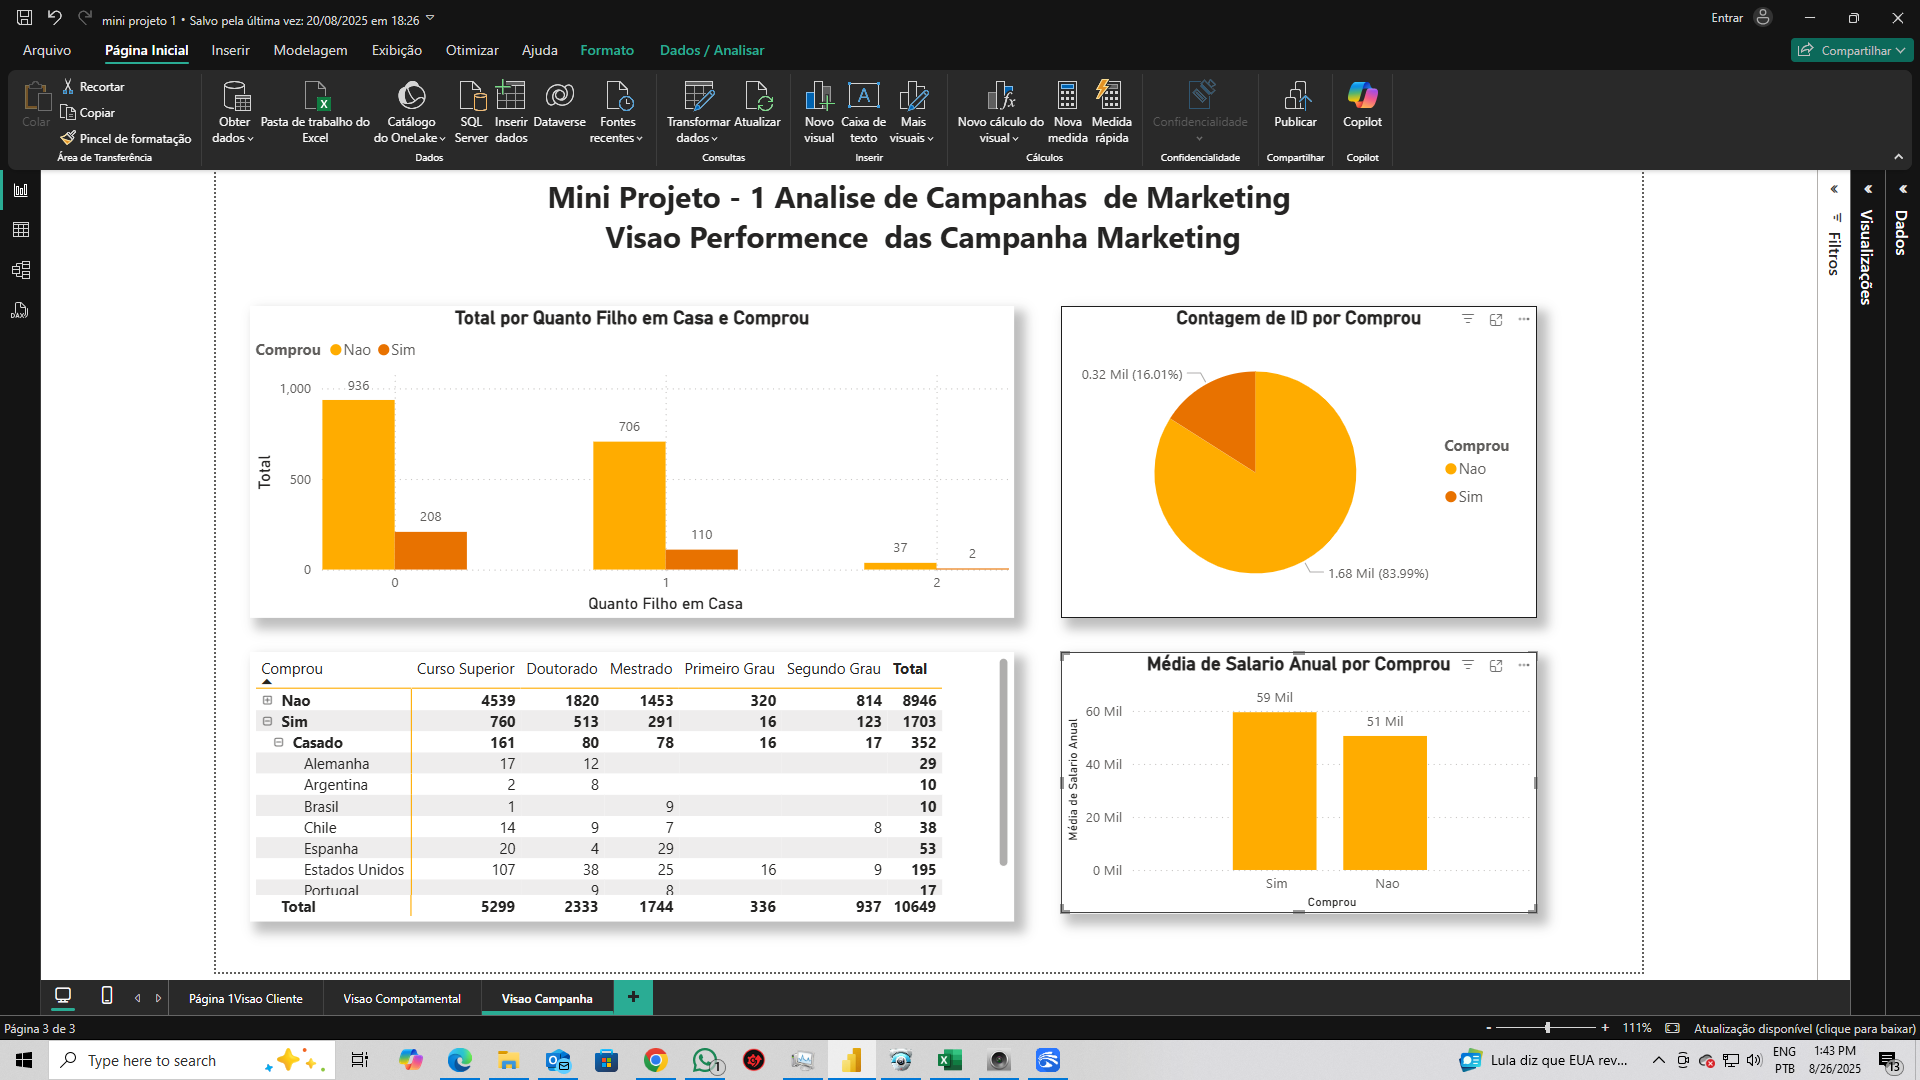 mini projeto 1 • Salvo pela última vez: 20/08/2025 em 18:26
Entrar
Arquivo Página Inicial Inserir Modelagem Exibição Otimizar Ajuda Formato Dados / Analisar
Compartilhar
Colar
Recortar
Copiar
Pincel de formatação
Área de Transferência
Obter dados
Pasta de trabalho do Excel
Catálogo do OneLake
SQL Server
Inserir dados
Dataverse
Fontes recentes
Dados
Transformar dados
Atualizar
Consultas
Novo visual
Caixa de texto
Mais visuais
Inserir
Novo cálculo do visual
Nova medida
Medida rápida
Cálculos
Confidencialidade
Confidencialidade
Publicar
Compartilhar
Copilot
Copilot
DAX
Filtros
Visualizações
Dados
Mini Projeto - 1 Analise de Campanhas de Marketing
Visao Performence das Campanha Marketing
Total por Quanto Filho em Casa e Comprou
Comprou Nao Sim
1,000
500
0
Total
936
208
706
110
37
2
0 1 2
Quanto Filho em Casa
Contagem de ID por Comprou
0.32 Mil (16.01%)
1.68 Mil (83.99%)
Comprou
Nao
Sim
Comprou Curso Superior Doutorado Mestrado Primeiro Grau Segundo Grau Total
Nao 4539 1820 1453 320 814 8946
Sim 760 513 291 16 123 1703
Casado 161 80 78 16 17 352
Alemanha 17 12 29
Argentina 2 8 10
Brasil 1 9 10
Chile 14 9 7 8 38
Espanha 20 4 29 53
Estados Unidos 107 38 25 16 9 195
Portugal 9 8 17
Total 5299 2333 1744 336 937 10649
Média de Salario Anual por Comprou
Média de Salario Anual
60 Mil
40 Mil
20 Mil
0 Mil
59 Mil
51 Mil
Sim Nao
Comprou
Página 1Visao Cliente Visao Compotamental Visao Campanha +
Página 3 de 3
- + 111% Atualização disponível (clique para baixar)
Type here to search
1
Lula diz que EUA rev...
ENG
PTB
1:43 PM
8/26/2025
13